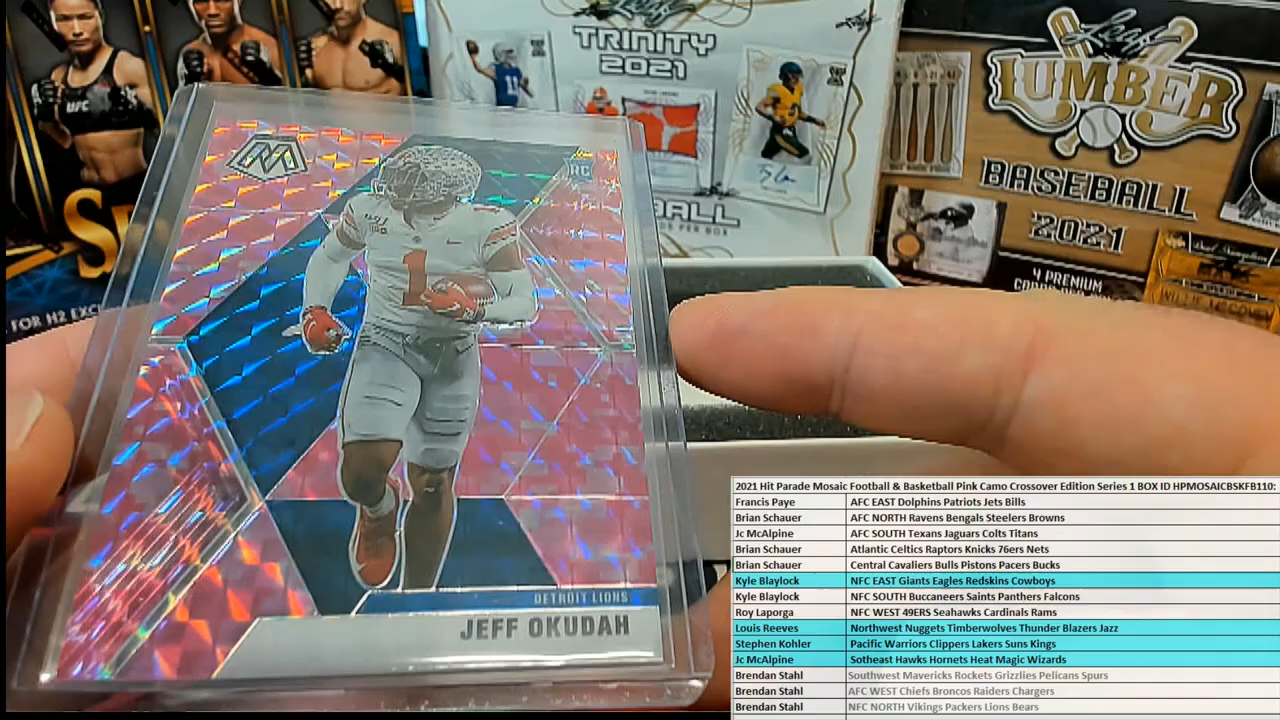 UFC
FOR H2 EXC
Leaf
TRINITY
2021
BALL
Leaf
LUMBER
BASEBALL
2021
4 PREMIUM
RC
1
DETROIT LIONS
JEFF OKUDAH
2021 Hit Parade Mosaic Football & Basketball Pink Camo Crossover Edition Series 1 BOX ID HPMOSAICBSKFB110:
Francis Paye AFC EAST Dolphins Patriots Jets Bills
Brian Schauer AFC NORTH Ravens Bengals Steelers Browns
Jc McAlpine AFC SOUTH Texans Jaguars Colts Titans
Brian Schauer Atlantic Celtics Raptors Knicks 76ers Nets
Brian Schauer Central Cavaliers Bulls Pistons Pacers Bucks
Kyle Blaylock NFC EAST Giants Eagles Redskins Cowboys
Kyle Blaylock NFC SOUTH Buccaneers Saints Panthers Falcons
Roy Laporga NFC WEST 49ERS Seahawks Cardinals Rams
Louis Reeves Northwest Nuggets Timberwolves Thunder Blazers Jazz
Stephen Kohler Pacific Warriors Clippers Lakers Suns Kings
Jc McAlpine Sotheast Hawks Hornets Heat Magic Wizards
Brendan Stahl Southwest Mavericks Rockets Grizzlies Pelicans Spurs
Brendan Stahl AFC WEST Chiefs Broncos Raiders Chargers
Brendan Stahl NFC NORTH Vikings Packers Lions Bears